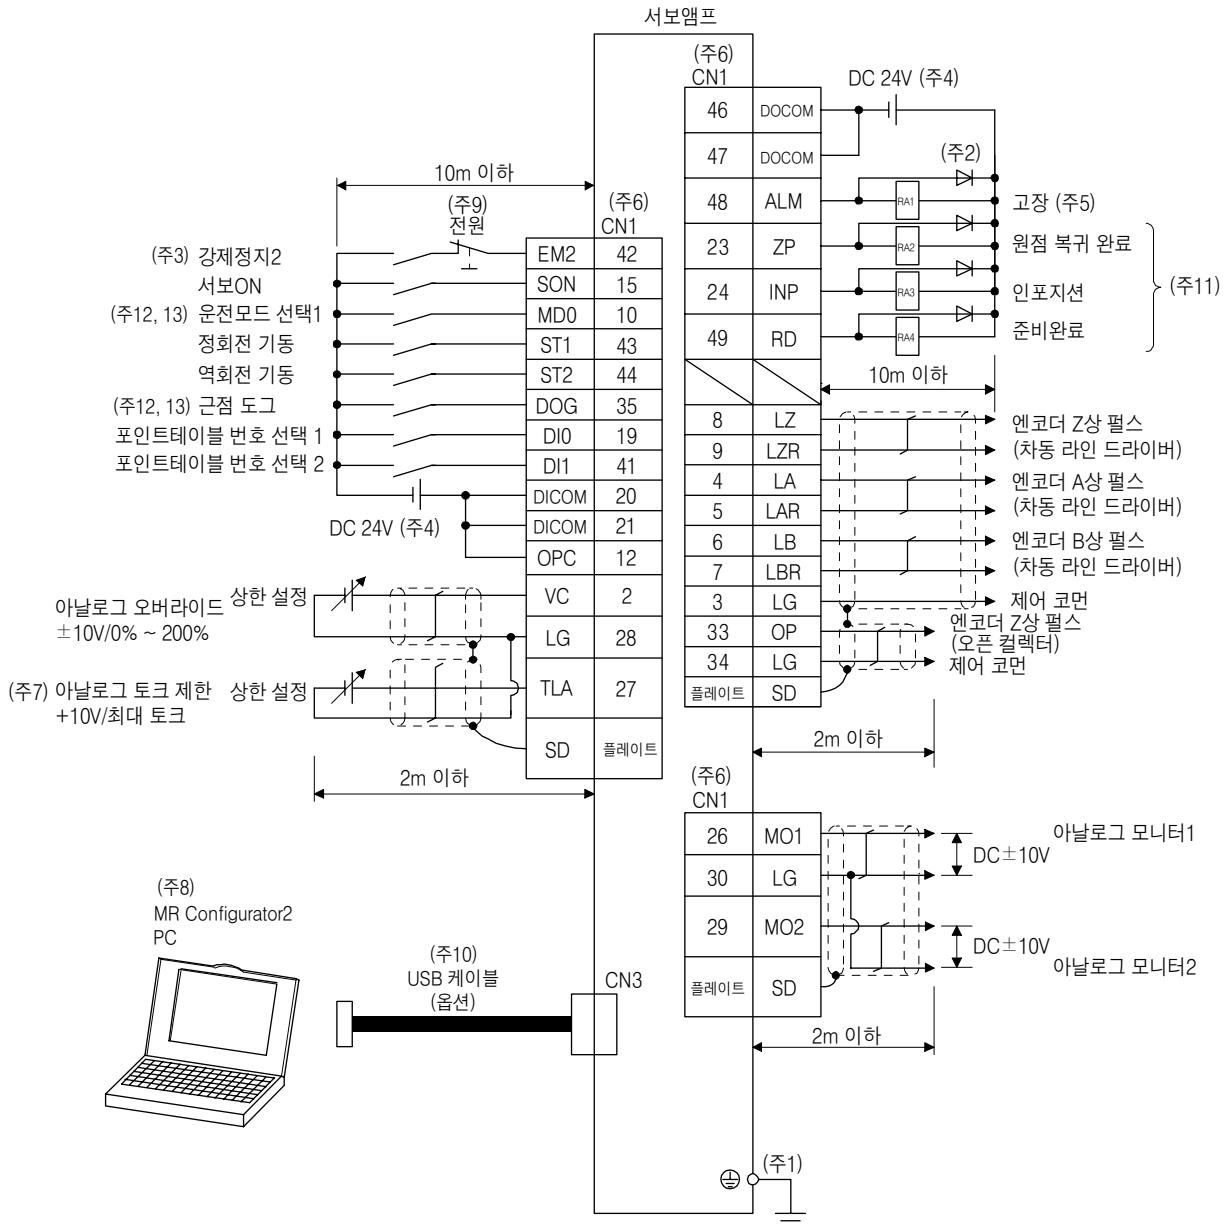 서보앰프
(주6)
CN1
DC 24V (주4)
46 DOCOM
47 DOCOM
(주2)
48 ALM RA1 고장 (주5)
23 ZP RA2 원점 복귀 완료
24 INP RA3 인포지션
(주11)
49 RD RA4 준비완료
10m 이하
8 LZ 엔코더 Z상 펄스
9 LZR (차동 라인 드라이버)
4 LA 엔코더 A상 펄스
5 LAR (차동 라인 드라이버)
6 LB 엔코더 B상 펄스
7 LBR (차동 라인 드라이버)
3 LG 제어 코먼
33 OP 엔코더 Z상 펄스
(오픈 컬렉터)
34 LG 제어 코먼
플레이트 SD
2m 이하
10m 이하
(주9)
전원
(주6)
CN1
(주3) 강제정지2 EM2 42
서보ON SON 15
(주12, 13) 운전모드 선택1 MD0 10
정회전 기동 ST1 43
역회전 기동 ST2 44
(주12, 13) 근점 도그 DOG 35
포인트테이블 번호 선택 1 DI0 19
포인트테이블 번호 선택 2 DI1 41
DICOM 20
DC 24V (주4) DICOM 21
OPC 12
아날로그 오버라이드 상한 설정 VC 2
±10V/0% ~ 200% LG 28
(주7) 아날로그 토크 제한 상한 설정 TLA 27
+10V/최대 토크
SD 플레이트
2m 이하
(주6)
CN1
26 MO1 아날로그 모니터1
DC±10V
30 LG
29 MO2
DC±10V
아날로그 모니터2
플레이트 SD
2m 이하
(주8)
MR Configurator2
PC
(주10)
USB 케이블
(옵션)
CN3
(주1)